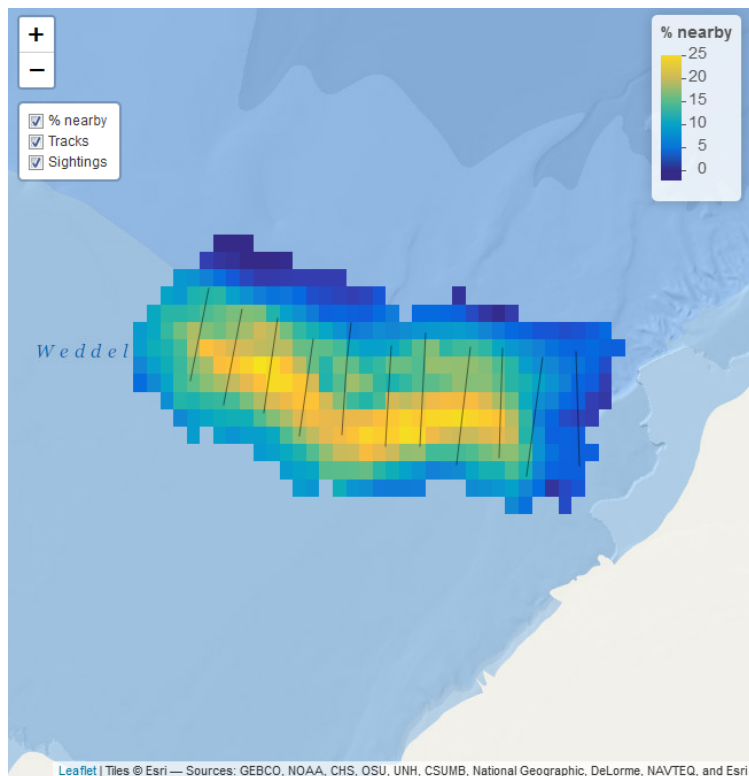 +
−
% nearby
Tracks
Sightings
% nearby
25
20
15
10
5
0
Weddel
Leaflet | Tiles © Esri — Sources: GEBCO, NOAA, CHS, OSU, UNH, CSUMB, National Geographic, DeLorme, NAVTEQ, and Esri